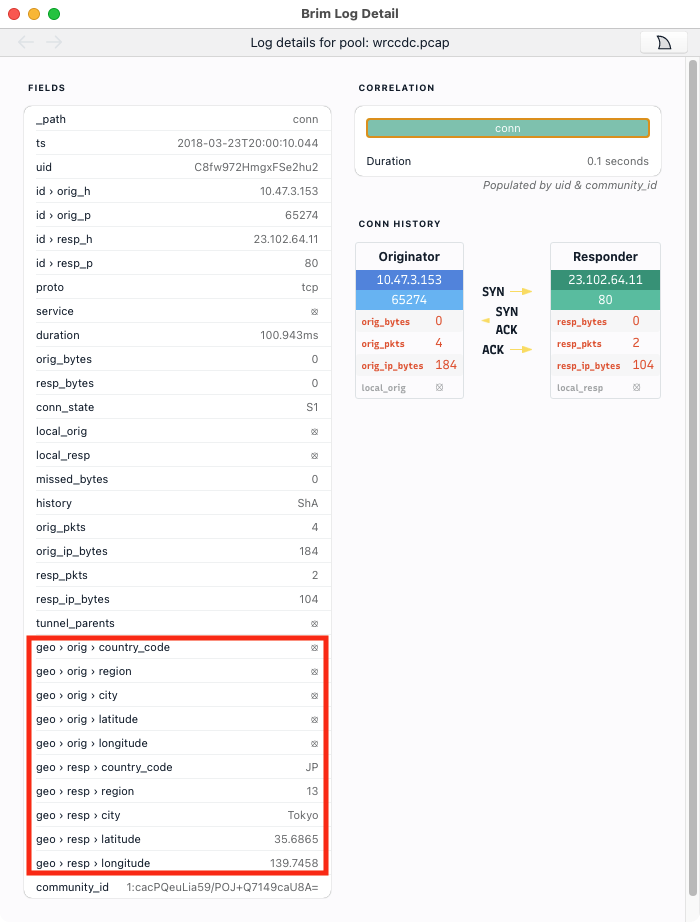 Brim Log Detail
Log details for pool: wrccdc.pcap
FIELDS
_path conn
ts 2018-03-23T20:00:10.044
uid C8fw972HmgxFSe2hu2
id › orig_h 10.47.3.153
id › orig_p 65274
id › resp_h 23.102.64.11
id › resp_p 80
proto tcp
service
duration 100.943ms
orig_bytes 0
resp_bytes 0
conn_state S1
local_orig
local_resp
missed_bytes 0
history ShA
orig_pkts 4
orig_ip_bytes 184
resp_pkts 2
resp_ip_bytes 104
tunnel_parents
geo › orig › country_code
geo › orig › region
geo › orig › city
geo › orig › latitude
geo › orig › longitude
geo › resp › country_code JP
geo › resp › region 13
geo › resp › city Tokyo
geo › resp › latitude 35.6865
geo › resp › longitude 139.7458
community_id 1:cacPQeuLia59/POJ+Q7149caU8A=
CORRELATION
conn
Duration 0.1 seconds
Populated by uid & community_id
CONN HISTORY
Originator
10.47.3.153
65274
orig_bytes 0
orig_pkts 4
orig_ip_bytes 184
local_orig
SYN
SYN
ACK
ACK
Responder
23.102.64.11
80
resp_bytes 0
resp_pkts 2
resp_ip_bytes 104
local_resp